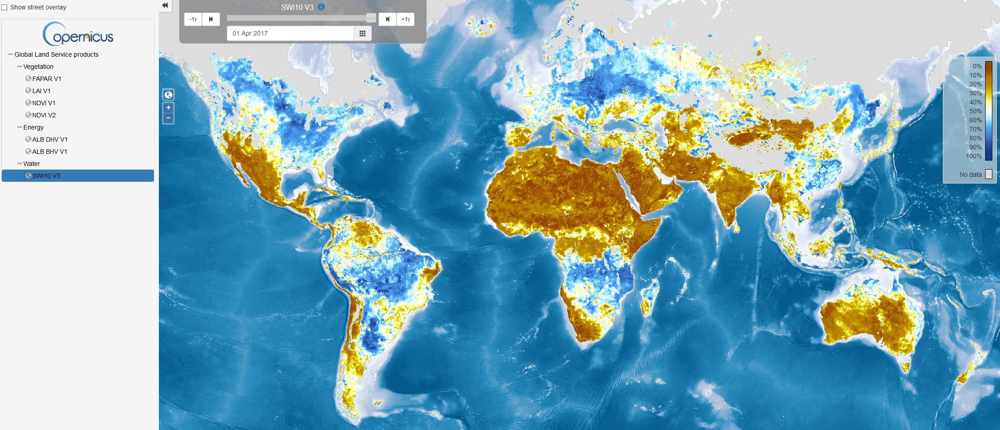 Show street overlay
Copernicus
Global Land Service products
Vegetation
FAPAR V1
LAI V1
NDVI V1
NDVI V2
Energy
ALB DHV V1
ALB BHV V1
Water
SWI10 V3
SWI10 V3
-1y
+1y
01 Apr 2017
+
−
0%
10%
20%
30%
40%
50%
60%
70%
80%
90%
100%
No data